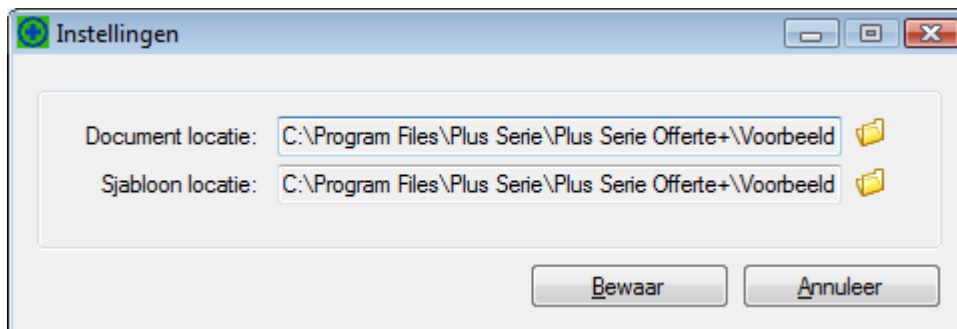 Instellingen
Document locatie: C:\Program Files\Plus Serie\Plus Serie Offerte+\Voorbeeld
Sjabloon locatie: C:\Program Files\Plus Serie\Plus Serie Offerte+\Voorbeeld
Bewaar Annuleer